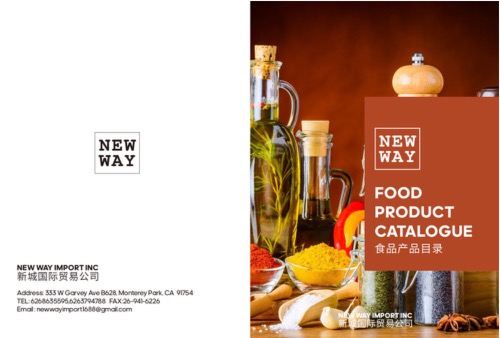 NEW
WAY
NEW WAY IMPORT INC
新城国际贸易公司
Address: 333 W Garvey Ave B628, Monterey Park, CA 91754
TEL: 6268635595,6263794788 FAX:26-941-6226
Email: newwayimport1688@gmail.com
NEW
WAY
FOOD
PRODUCT
CATALOGUE
食品产品目录
NEW WAY IMPORT INC
新城国际贸易公司